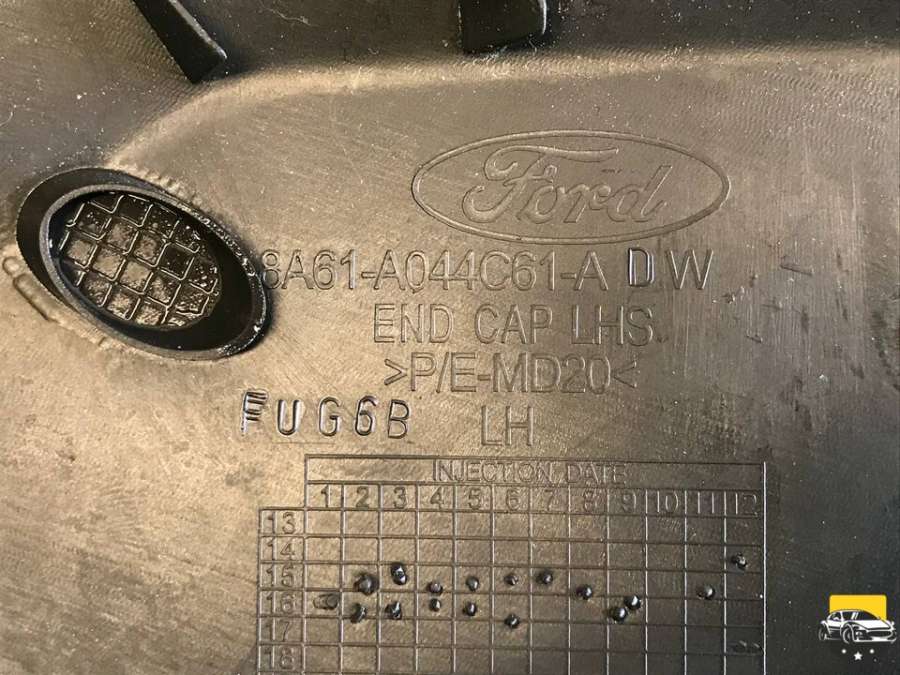 Ford
8A61-A044C61-A DW
END CAP LHS
>P/E-MD20<
FUG6B LH
INJECTION DATE
1 2 3 4 5 6 7 8 9 10 11 12
13
14
15
16
17
18